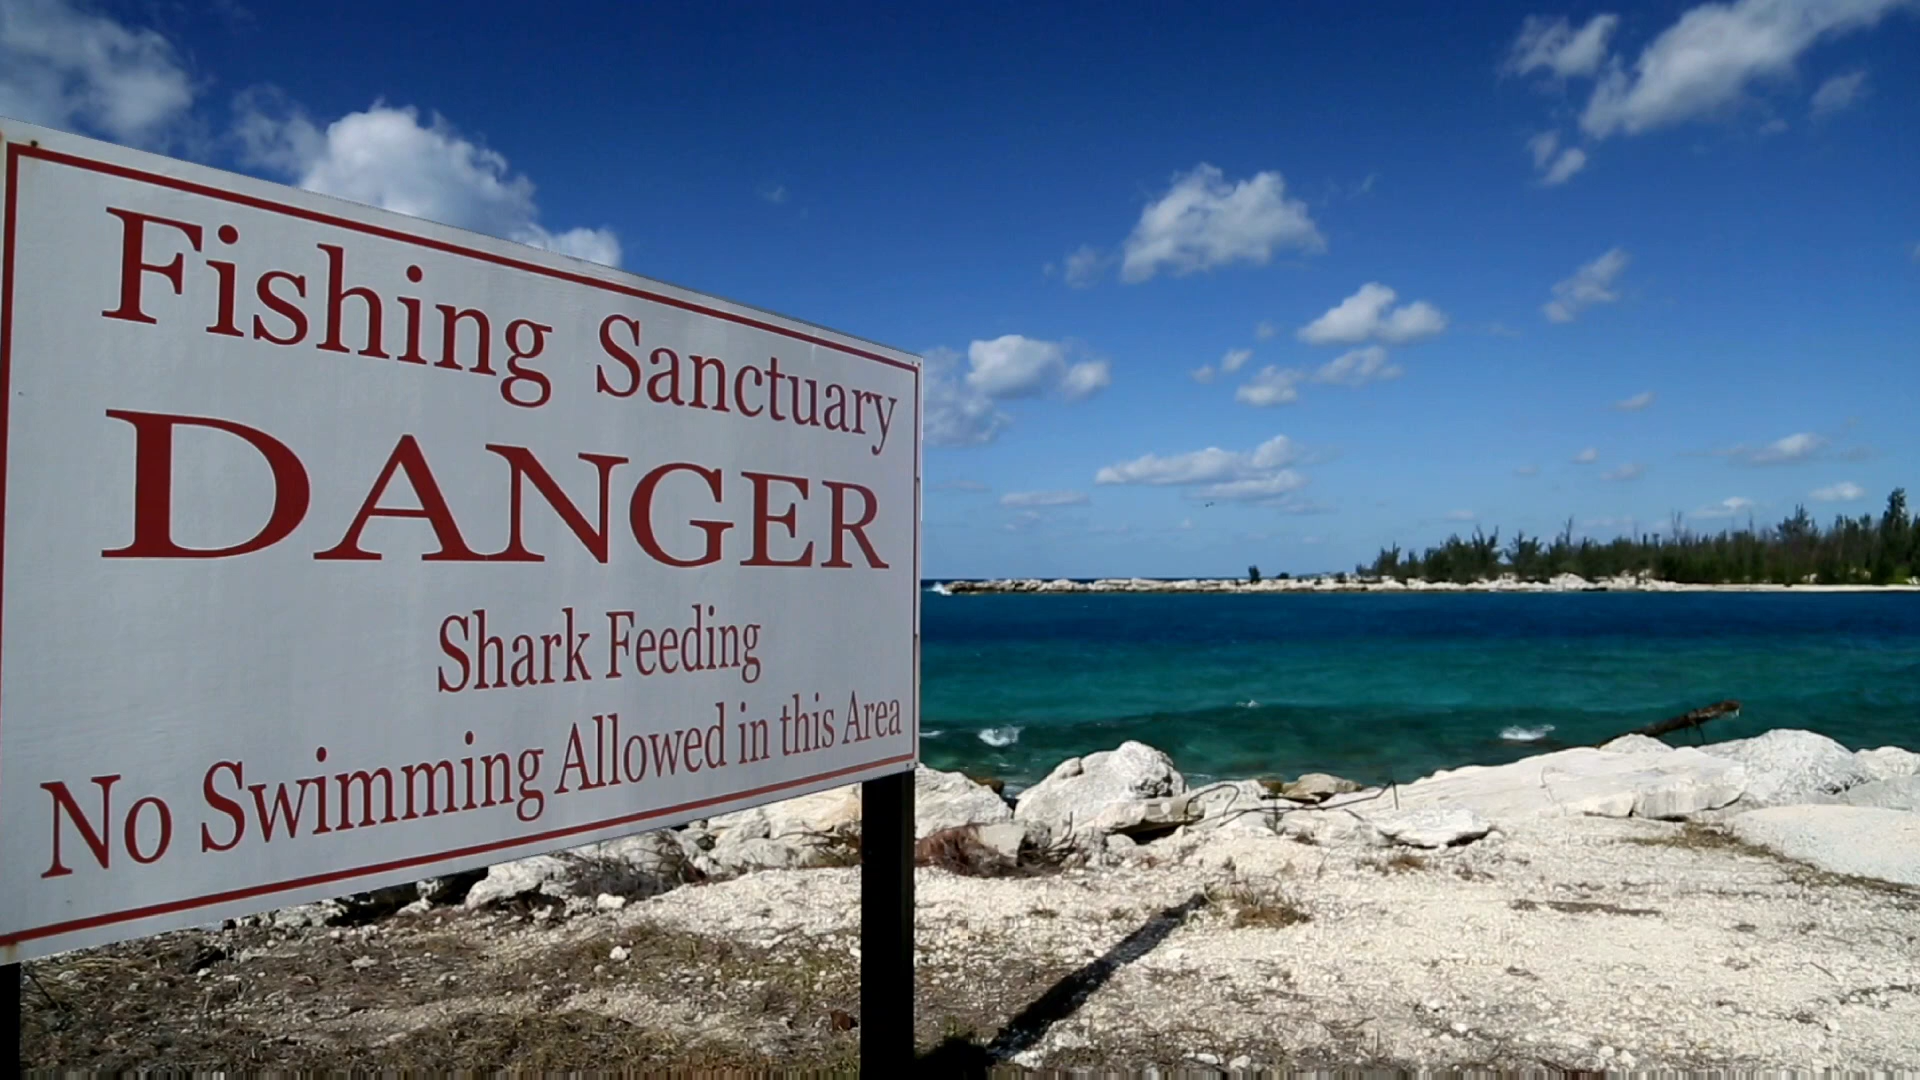 Fishing Sanctuary
DANGER
Shark Feeding
No Swimming Allowed in this Area